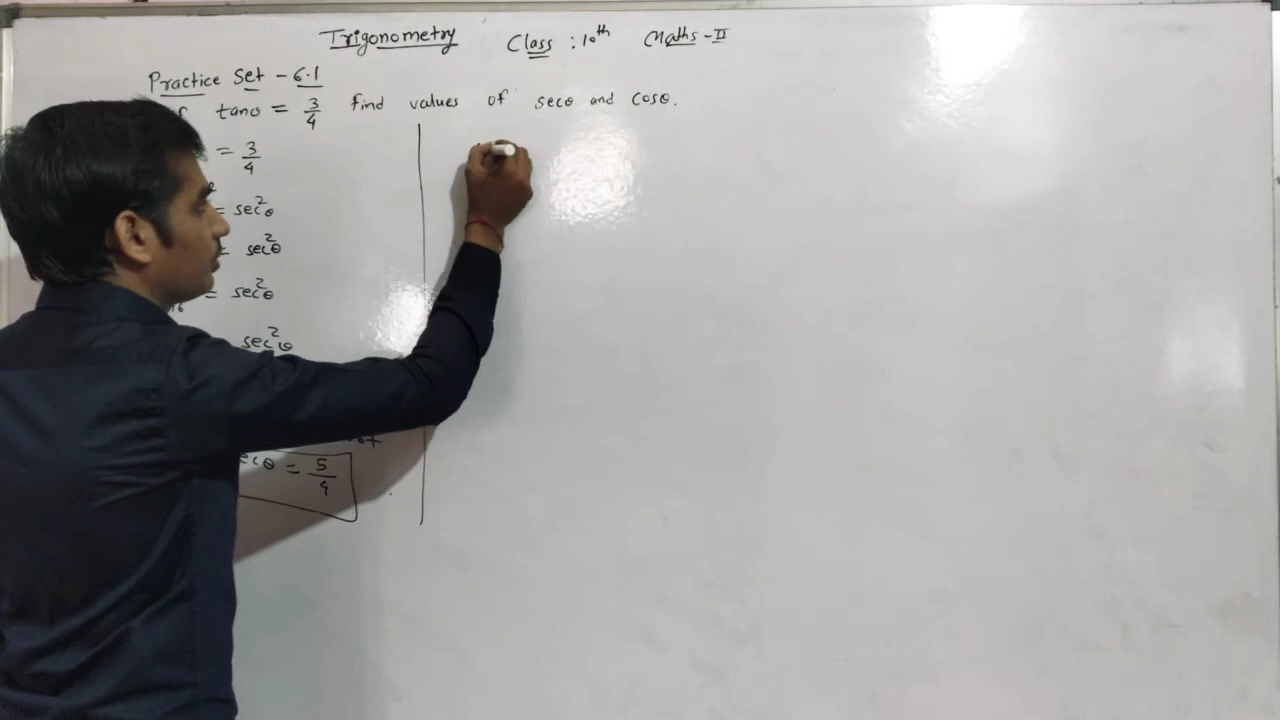 Trigonometry Class : 10th Maths - II
Practice Set - 6.1
tanθ = 3/4 find values of secθ and cosθ.
= 3/4
= sec²θ
= sec²θ
16 = sec²θ
sec²θ
secθ = 5/4